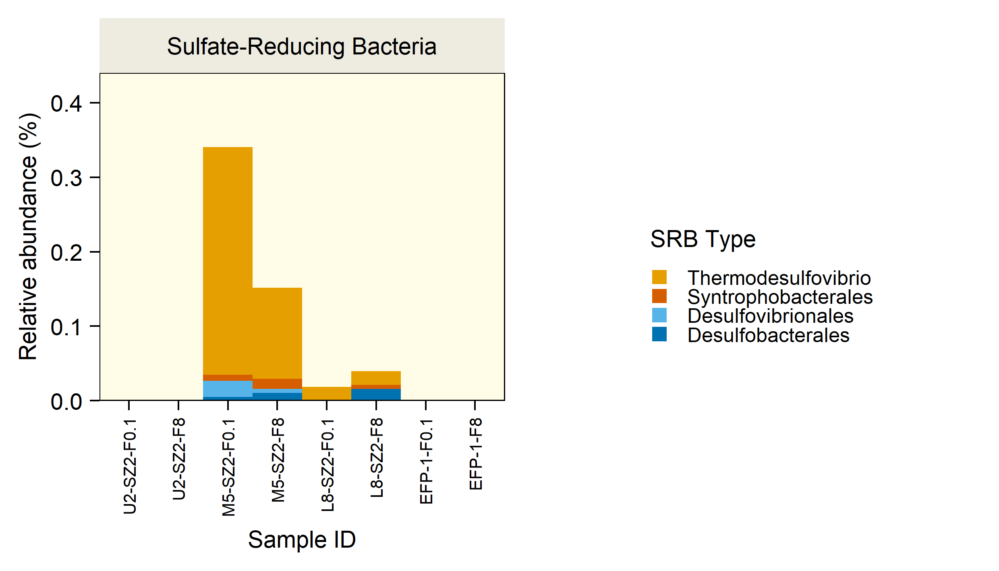 Sulfate-Reducing Bacteria
Relative abundance (%)
0.4
0.3
0.2
0.1
0.0
U2-SZ2-F0.1
U2-SZ2-F8
M5-SZ2-F0.1
M5-SZ2-F8
L8-SZ2-F0.1
L8-SZ2-F8
EFP-1-F0.1
EFP-1-F8
Sample ID
SRB Type
Thermodesulfovibrio
Syntrophobacterales
Desulfovibrionales
Desulfobacterales